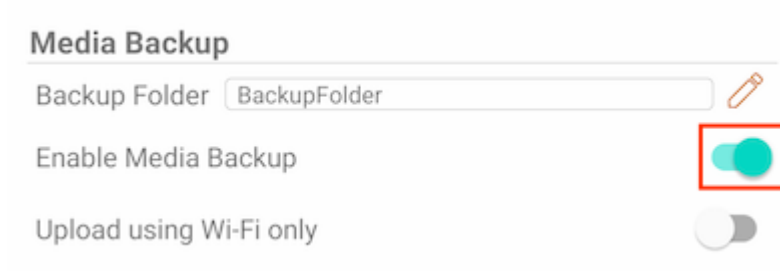 Media Backup
Backup Folder BackupFolder
Enable Media Backup
Upload using Wi-Fi only